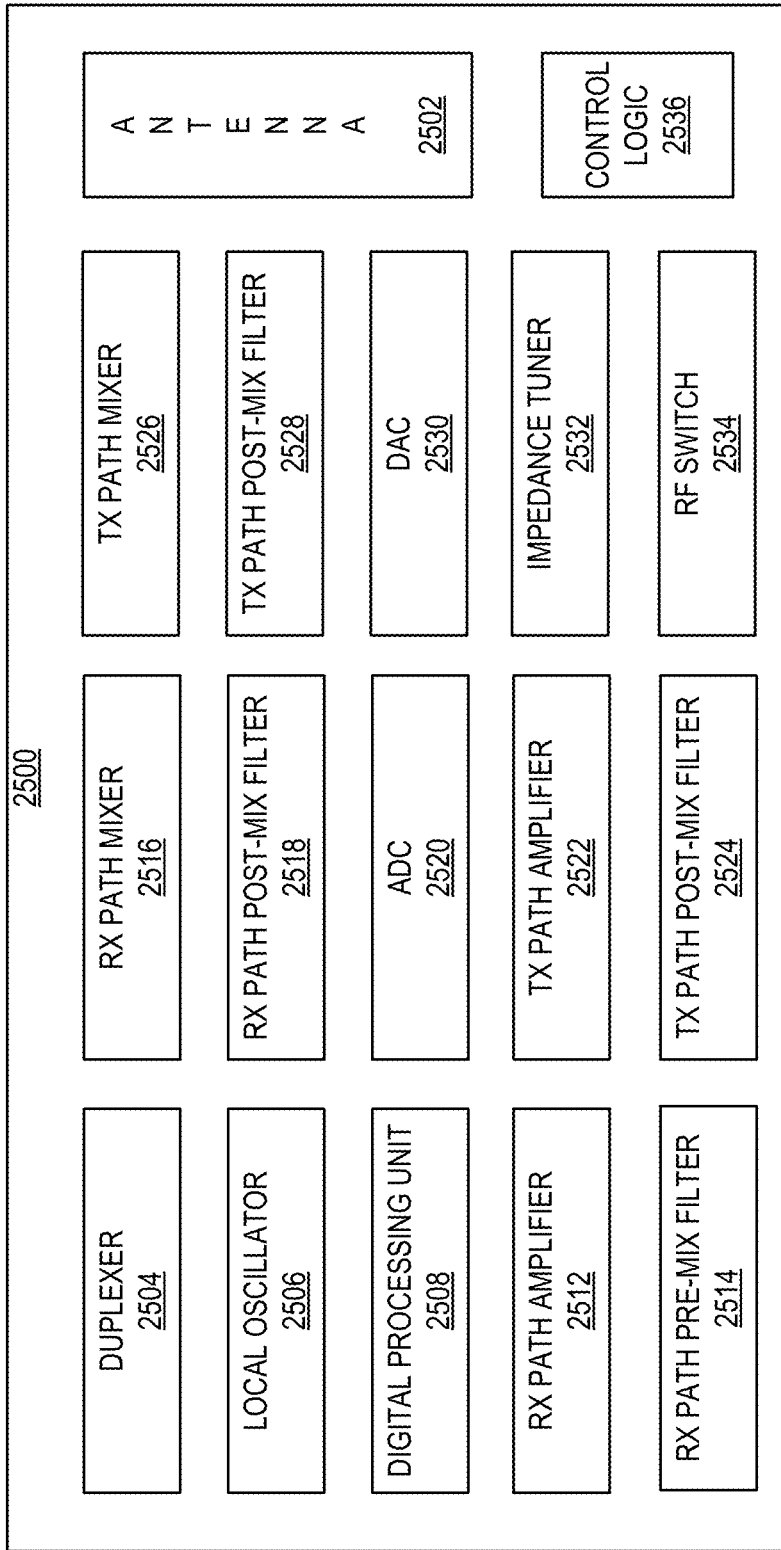 2500
DUPLEXER
2504
LOCAL OSCILLATOR
2506
DIGITAL PROCESSING UNIT
2508
RX PATH AMPLIFIER
2512
RX PATH PRE-MIX FILTER
2514
RX PATH MIXER
2516
RX PATH POST-MIX FILTER
2518
ADC
2520
TX PATH AMPLIFIER
2522
TX PATH POST-MIX FILTER
2524
TX PATH MIXER
2526
TX PATH POST-MIX FILTER
2528
DAC
2530
IMPEDANCE TUNER
2532
RF SWITCH
2534
A
N
T
E
N
N
A
2502
CONTROL
LOGIC
2536